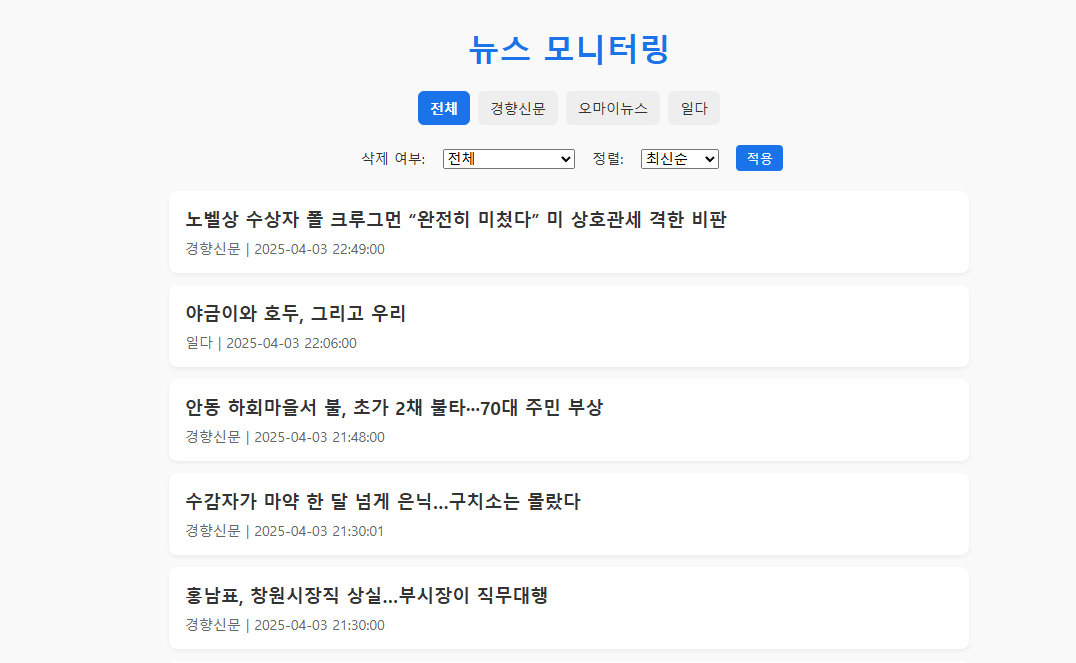 뉴스 모니터링
전체 경향신문 오마이뉴스 일다
삭제 여부: 전체 정렬: 최신순 적용
노벨상 수상자 폴 크루그먼 “완전히 미쳤다” 미 상호관세 격한 비판
경향신문 | 2025-04-03 22:49:00
야금이와 호두, 그리고 우리
일다 | 2025-04-03 22:06:00
안동 하회마을서 불, 초가 2채 불타···70대 주민 부상
경향신문 | 2025-04-03 21:48:00
수감자가 마약 한 달 넘게 은닉…구치소는 몰랐다
경향신문 | 2025-04-03 21:30:01
홍남표, 창원시장직 상실…부시장이 직무대행
경향신문 | 2025-04-03 21:30:00